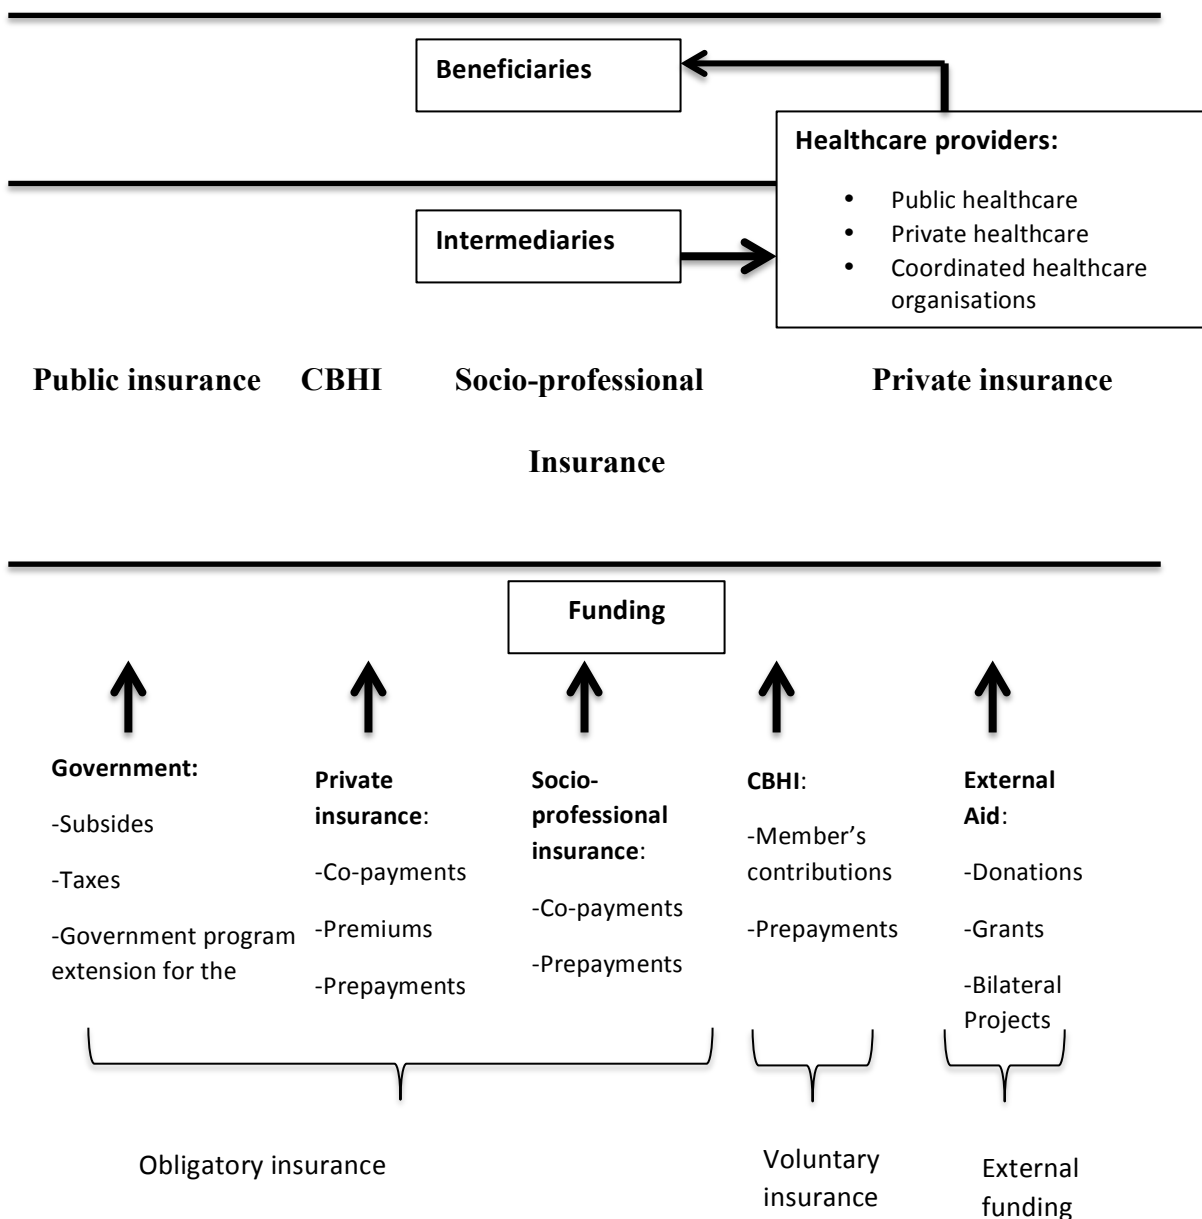 Beneficiaries
Healthcare providers:
• Public healthcare
• Private healthcare
• Coordinated healthcare
organisations
Intermediaries
Public insurance CBHI Socio-professional Private insurance
Insurance
Funding
Government:
-Subsides
-Taxes
-Government program
extension for the
Private
insurance:
-Co-payments
-Premiums
-Prepayments
Socio-
professional
insurance:
-Co-payments
-Prepayments
CBHI:
-Member’s
contributions
-Prepayments
External
Aid:
-Donations
-Grants
-Bilateral
Projects
Obligatory insurance
Voluntary
insurance
External
funding